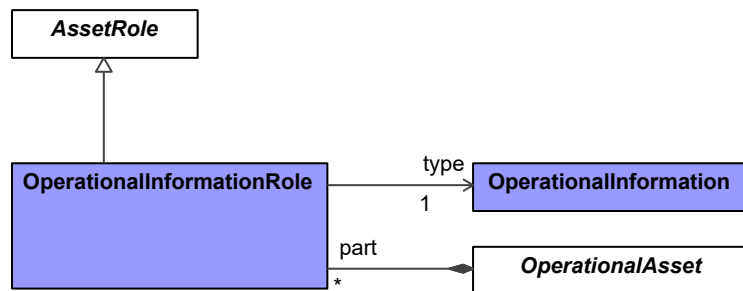 AssetRole
OperationalInformationRole
type
OperationalInformation
1
part
OperationalAsset
*